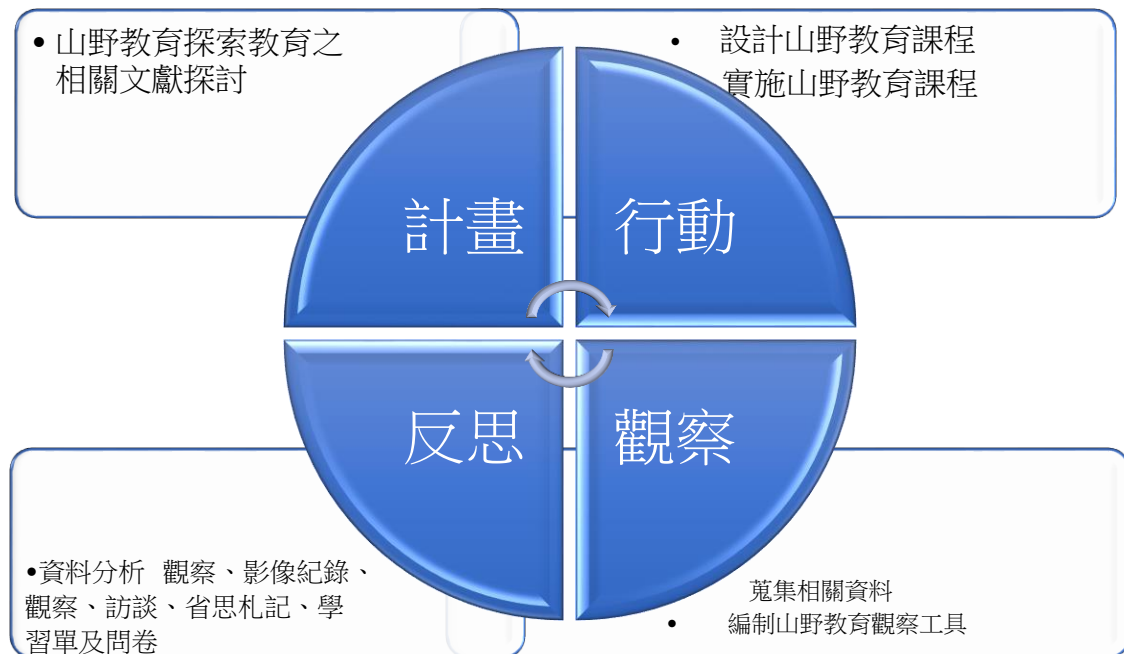 • 山野教育探索教育之
相關文獻探討
• 設計山野教育課程
實施山野教育課程
計畫
行動
反思
觀察
•資料分析 觀察、影像紀錄、
觀察、訪談、省思札記、學
習單及問卷
蒐集相關資料
• 編制山野教育觀察工具